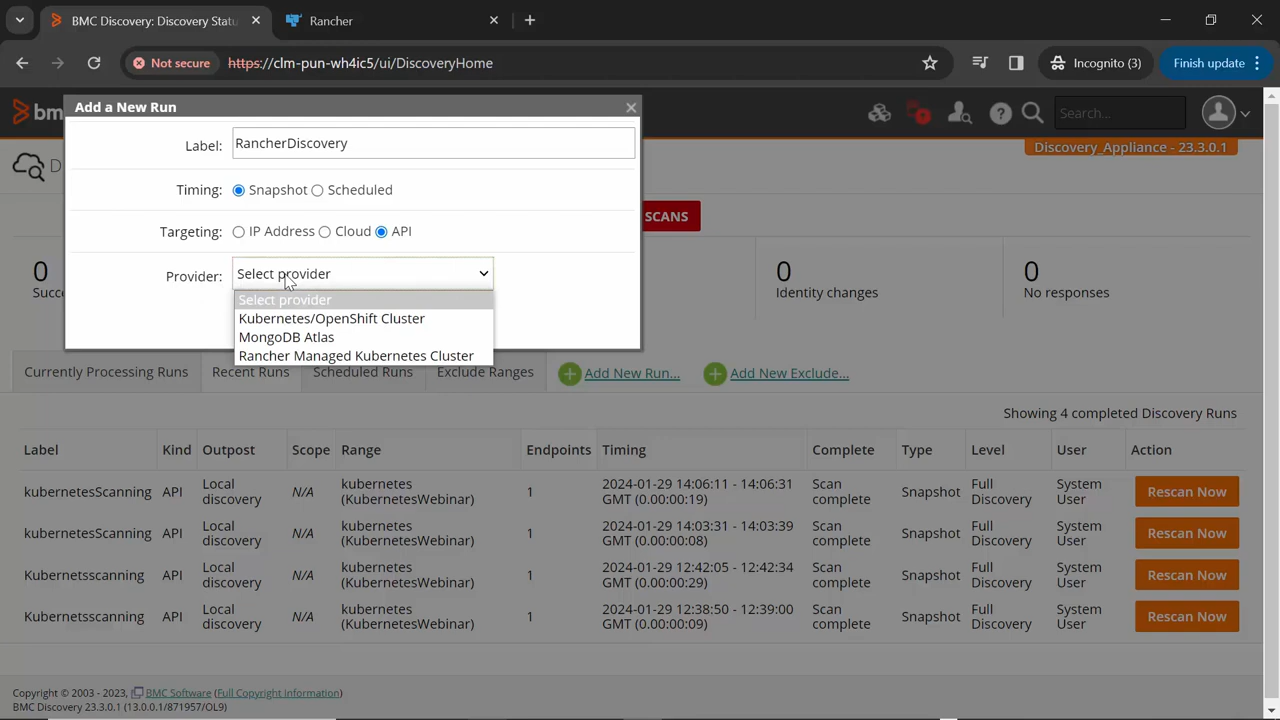 BMC Discovery: Discovery Statu
Rancher
Not secure
https://clm-pun-wh4ic5/ui/DiscoveryHome
Incognito (3)
Finish update
bm
Search...
Add a New Run
Discovery_Appliance - 23.3.0.1
D
Label:
RancherDiscovery
Timing:
Snapshot
Scheduled
Targeting:
IP Address
Cloud
API
SCANS
Provider:
Select provider
Select provider
Kubernetes/OpenShift Cluster
MongoDB Atlas
Rancher Managed Kubernetes Cluster
0
Succe
0
Identity changes
0
No responses
Currently Processing Runs
Recent Runs
Scheduled Runs
Exclude Ranges
Add New Run...
Add New Exclude...
Showing 4 completed Discovery Runs
Label Kind Outpost Scope Range Endpoints Timing Complete Type Level User Action
kubernetesScanning API Local discovery N/A kubernetes (KubernetesWebinar) 1 2024-01-29 14:06:11 - 14:06:31 GMT (0.00:00:19) Scan complete Snapshot Full Discovery System User Rescan Now
kubernetesScanning API Local discovery N/A kubernetes (KubernetesWebinar) 1 2024-01-29 14:03:31 - 14:03:39 GMT (0.00:00:08) Scan complete Snapshot Full Discovery System User Rescan Now
Kubernetsscanning API Local discovery N/A kubernetes (KubernetesWebinar) 1 2024-01-29 12:42:05 - 12:42:34 GMT (0.00:00:29) Scan complete Snapshot Full Discovery System User Rescan Now
Kubernetsscanning API Local discovery N/A kubernetes (KubernetesWebinar) 1 2024-01-29 12:38:50 - 12:39:00 GMT (0.00:00:09) Scan complete Snapshot Full Discovery System User Rescan Now
Copyright © 2003 - 2023, BMC Software (Full Copyright Information)
BMC Discovery 23.3.0.1 (13.0.0.1/871957/OL9)